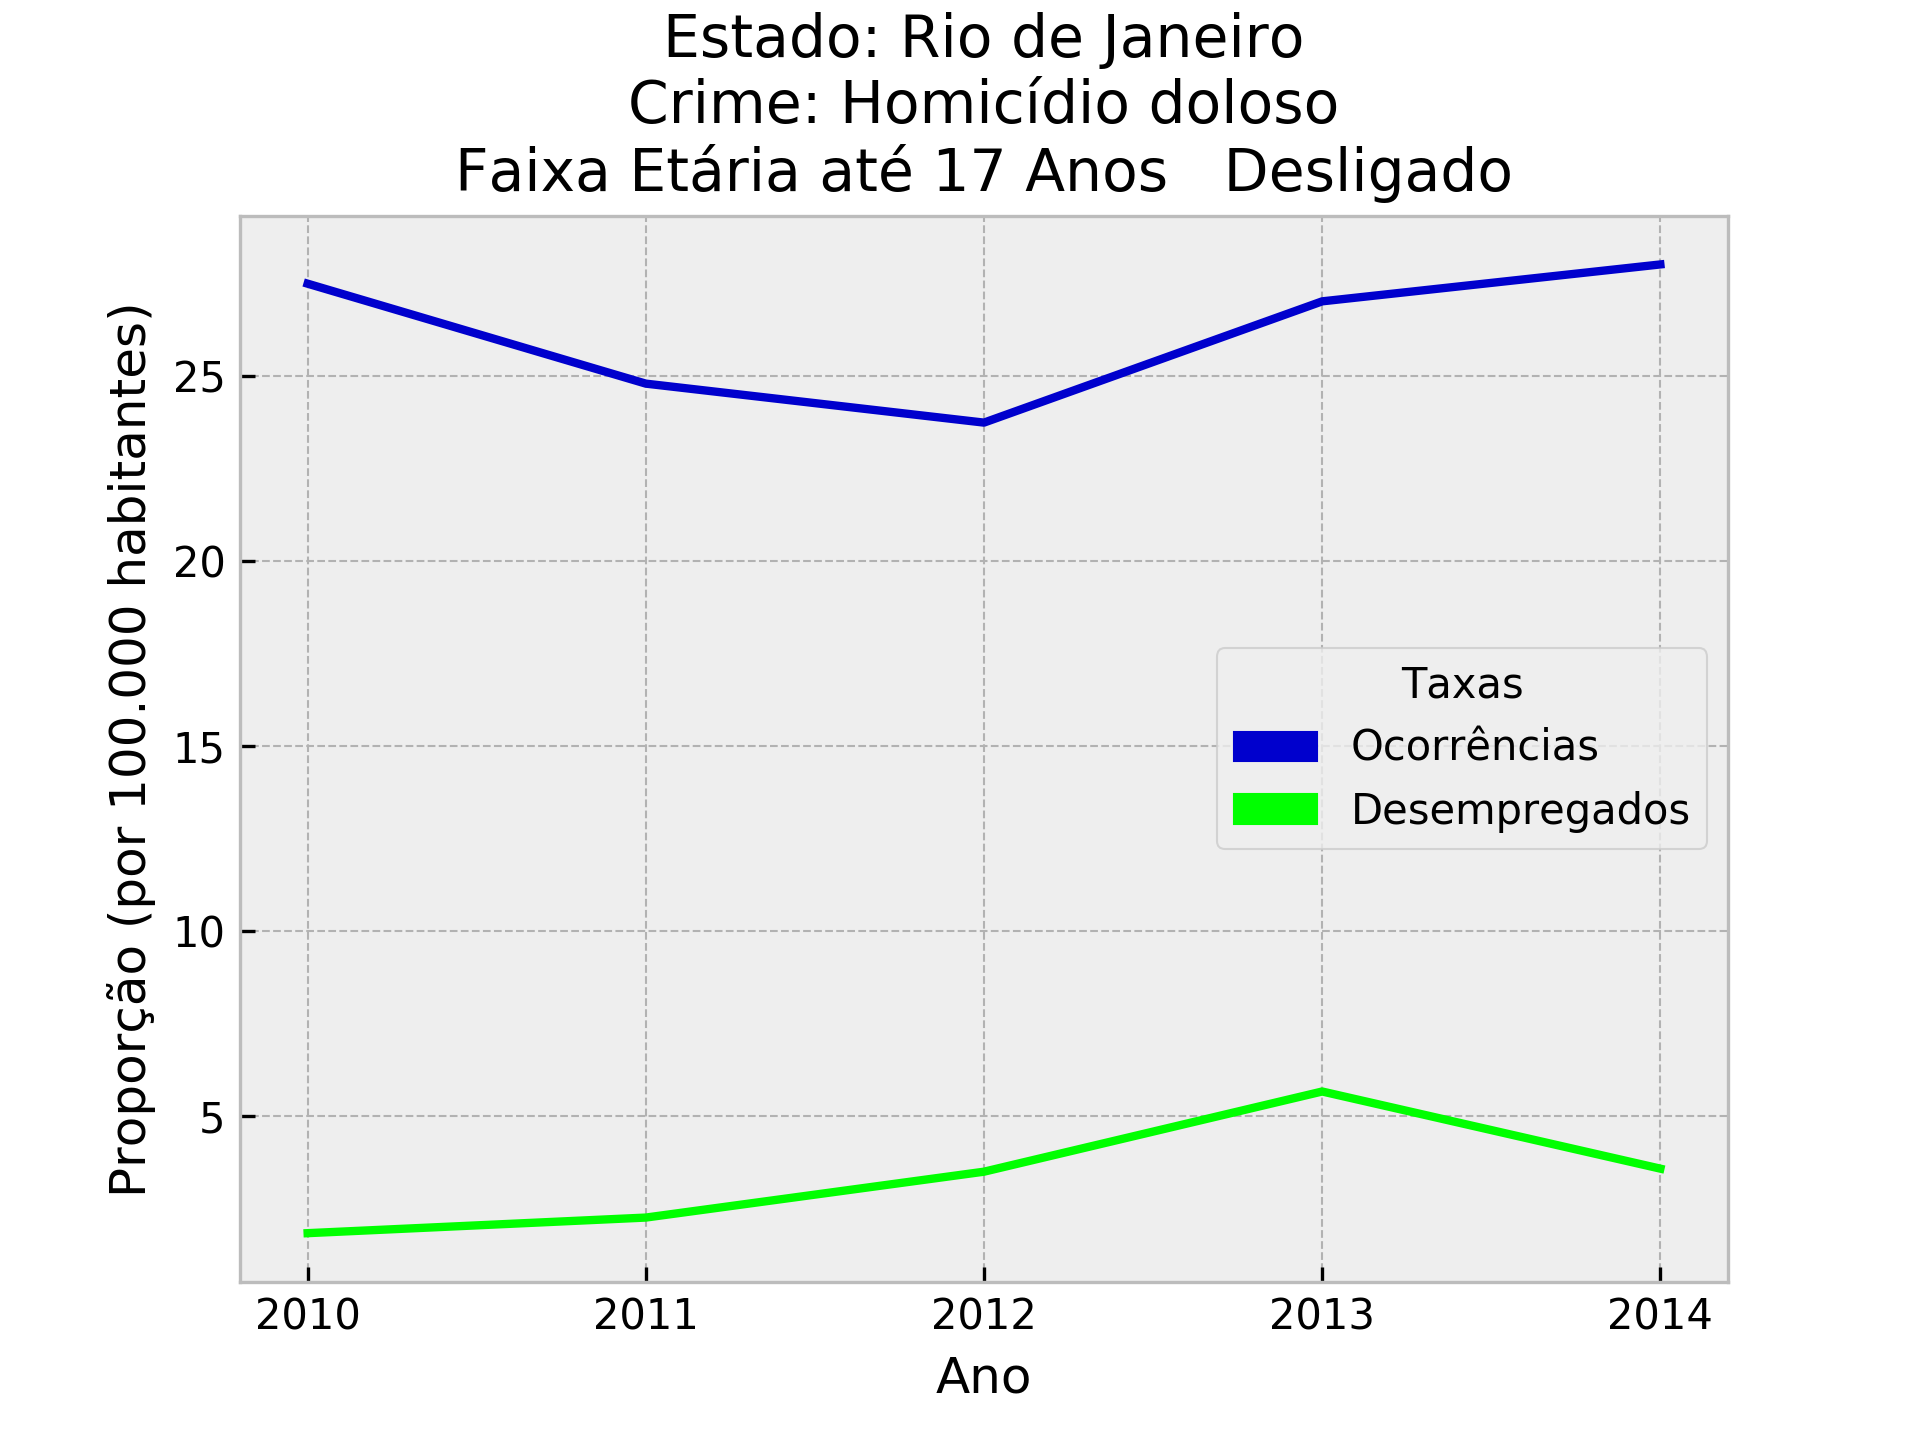 Estado: Rio de Janeiro
Crime: Homicídio doloso
Faixa Etária até 17 Anos   Desligado
Proporção (por 100.000 habitantes)
25
20
15
10
5
Taxas
Ocorrências
Desempregados
2010 2011 2012 2013 2014
Ano